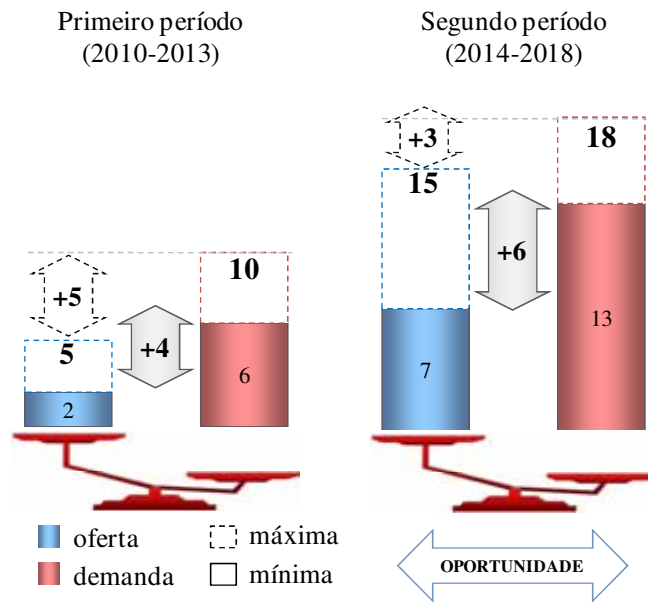 Primeiro período
(2010-2013)
Segundo período
(2014-2018)
+3
18
15
+6
10
+5
5
+4
13
7
6
2
oferta
máxima
demanda
mínima
OPORTUNIDADE